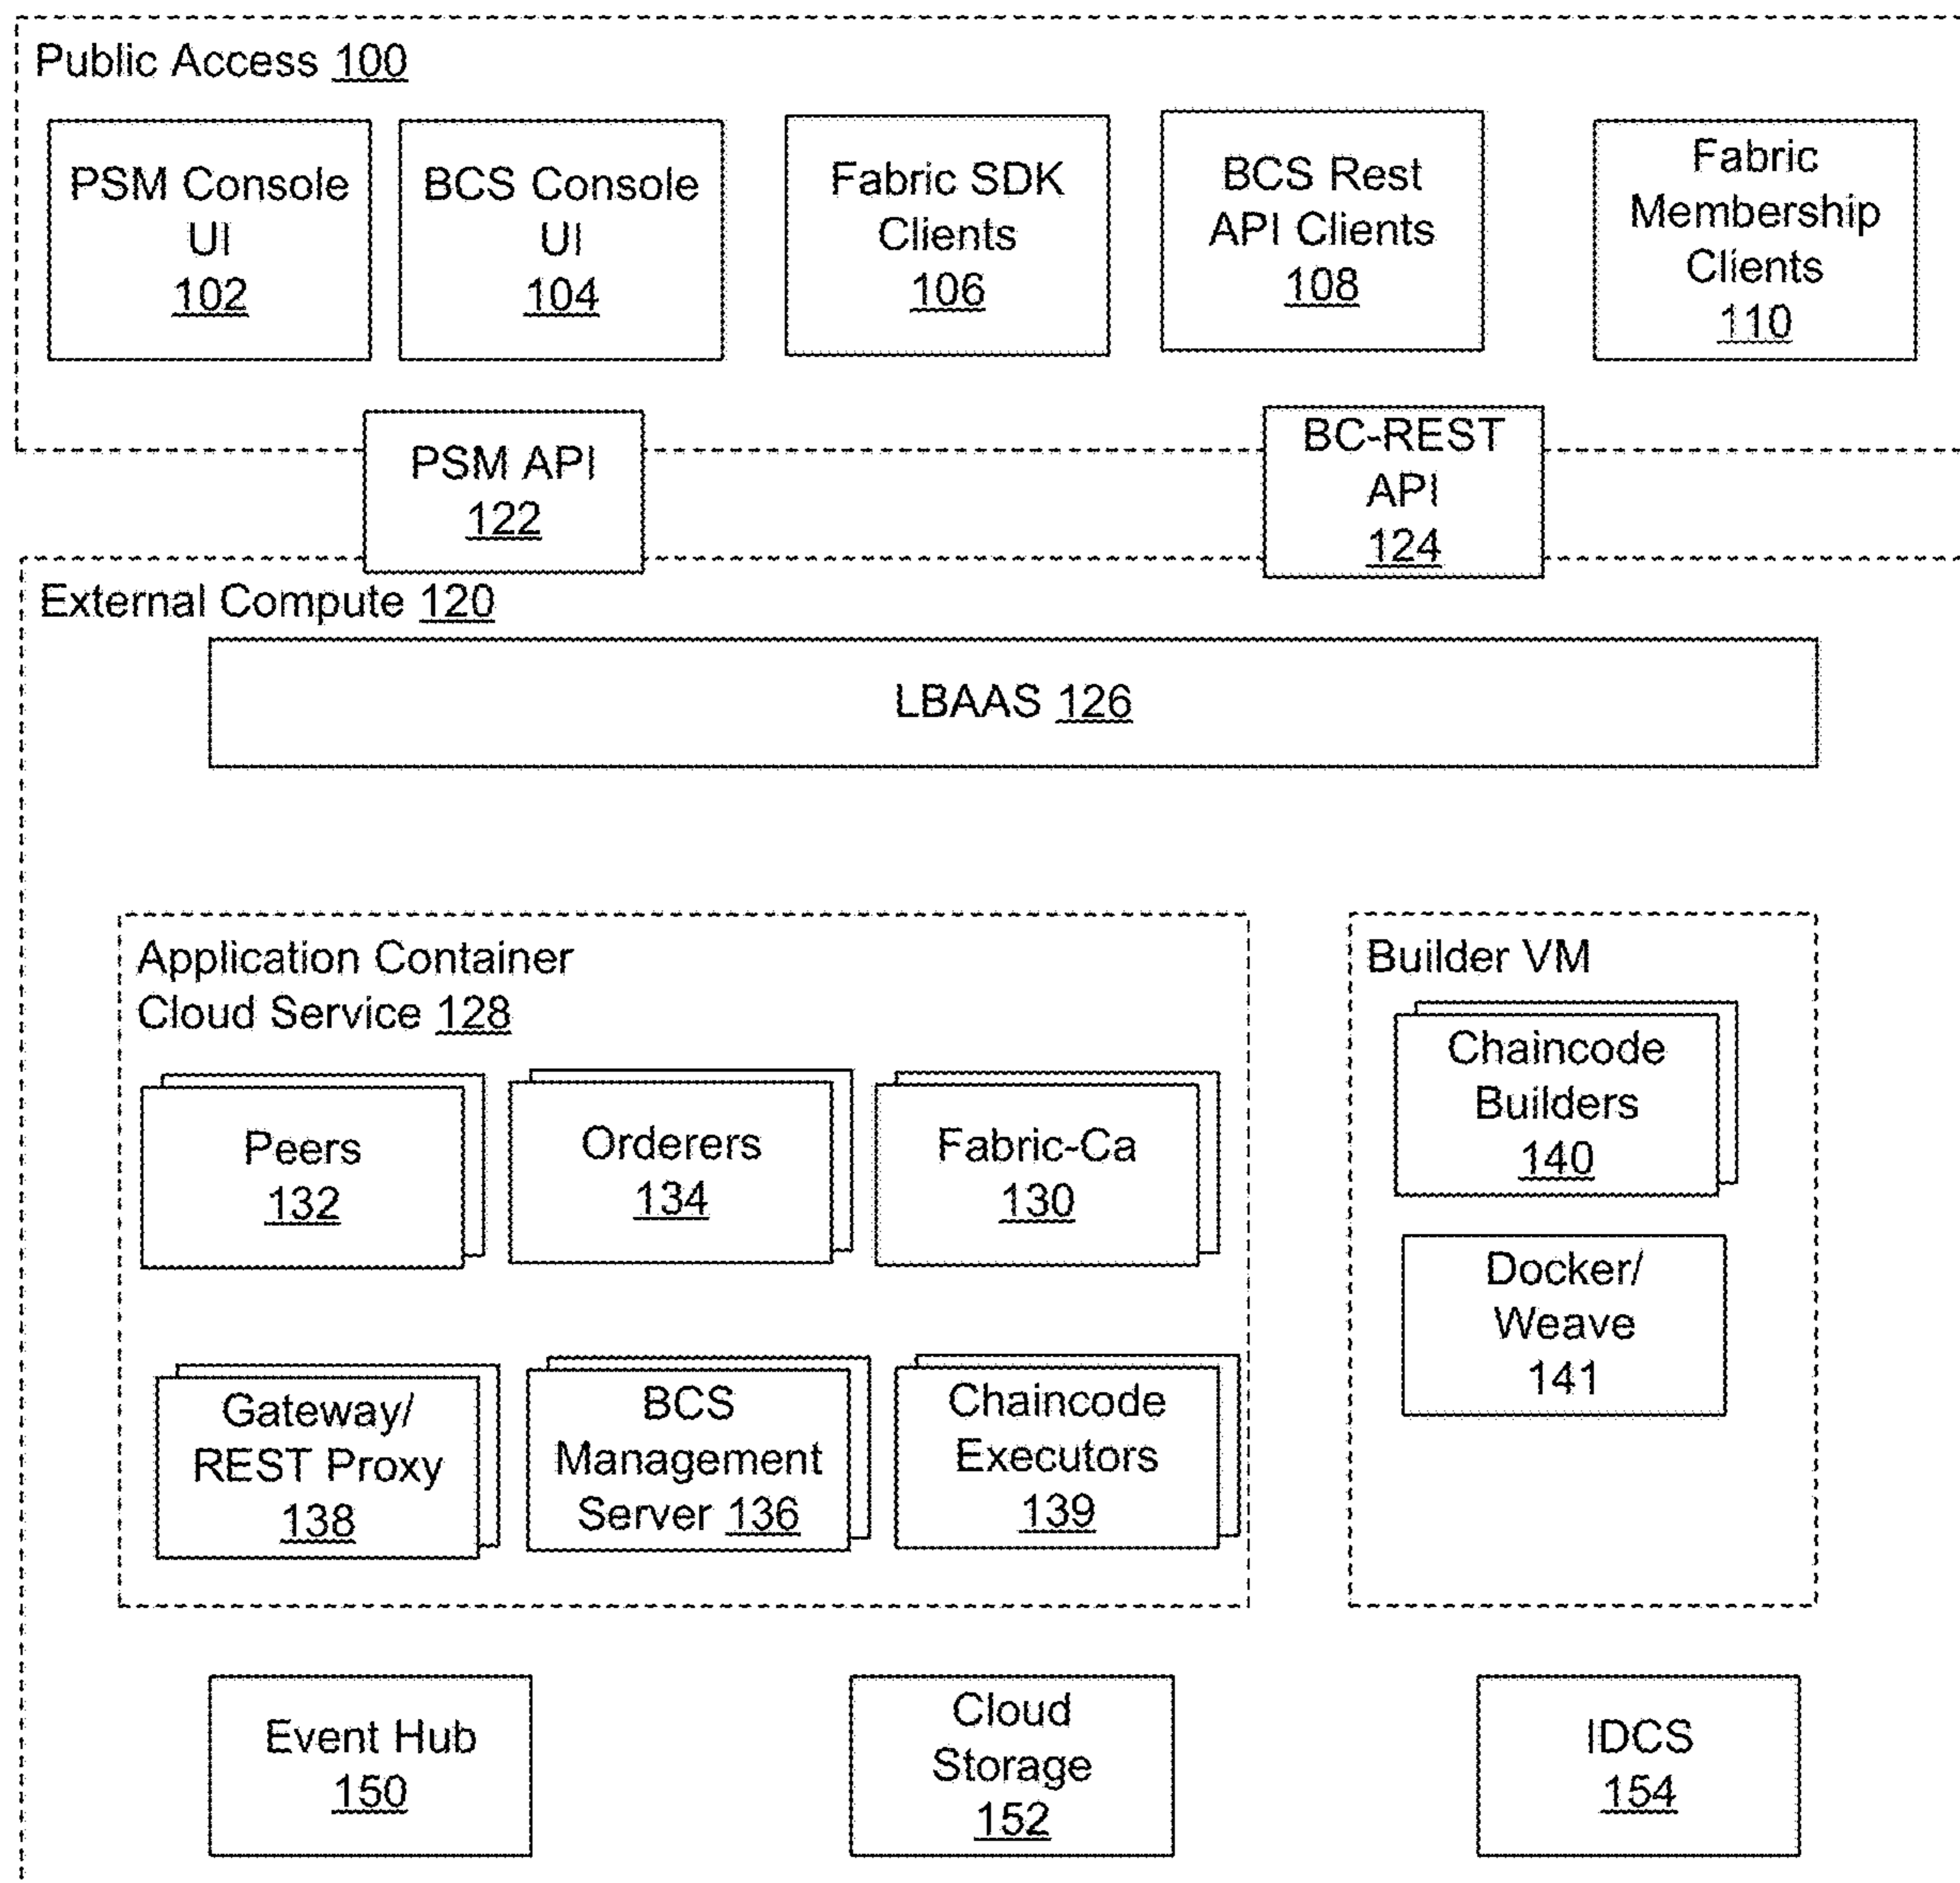 Public Access 100
PSM Console
UI
102
BCS Console
UI
104
Fabric SDK
Clients
106
BCS Rest
API Clients
108
Fabric
Membership
Clients
110
PSM API
122
BC-REST
API
124
External Compute 120
LBAAS 126
Application Container
Cloud Service 128
Peers
132
Orderers
134
Fabric-Ca
130
Gateway/
REST Proxy
138
BCS
Management
Server 136
Chaincode
Executors
139
Builder VM
Chaincode
Builders
140
Docker/
Weave
141
Event Hub
150
Cloud
Storage
152
IDCS
154